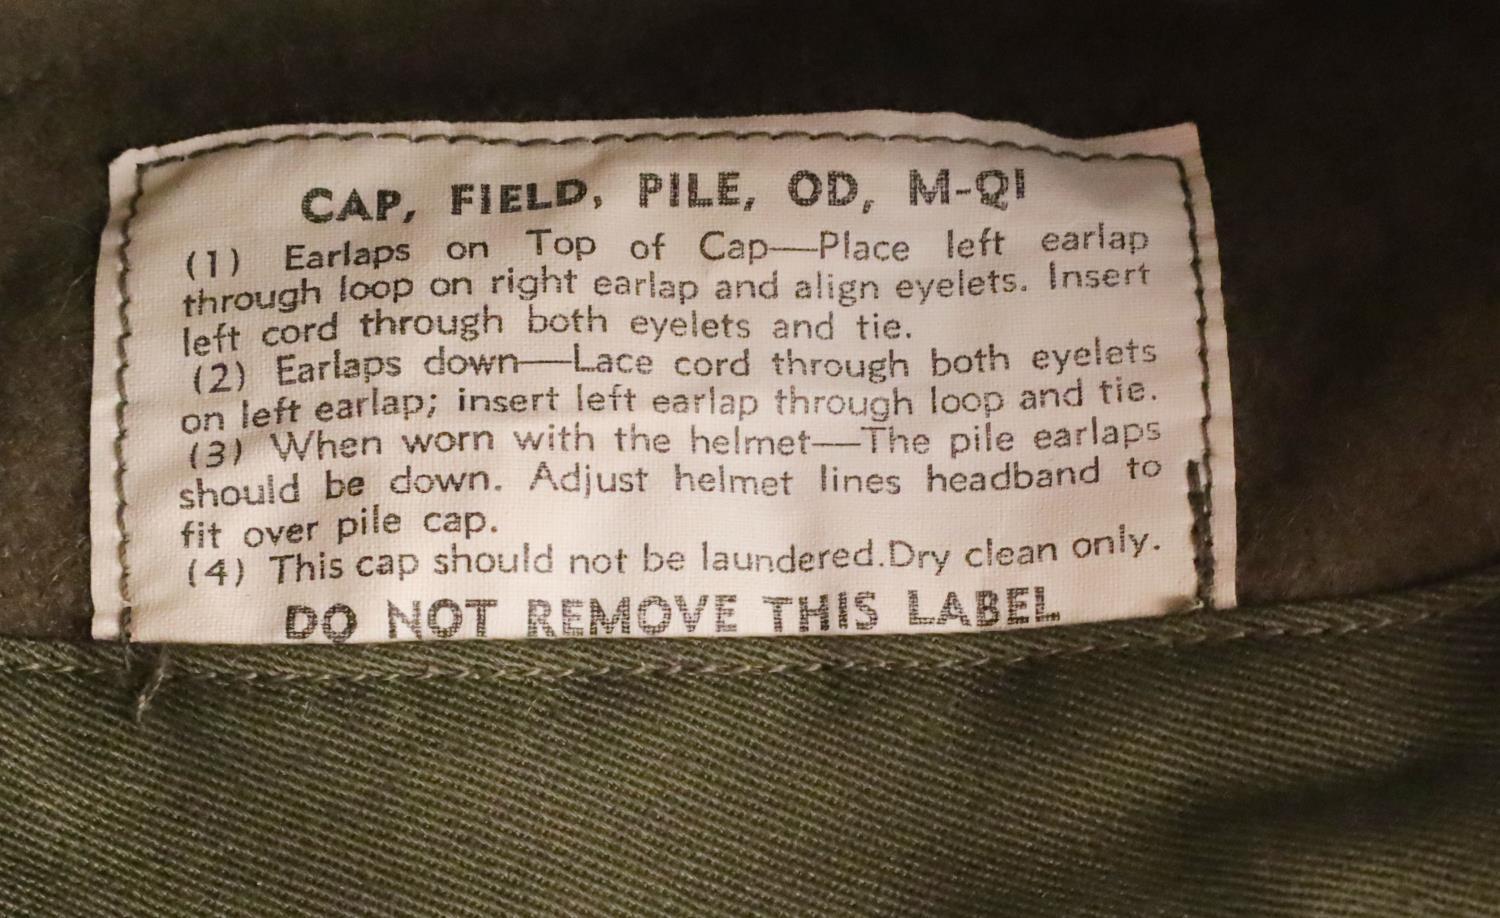 CAP, FIELD, PILE, OD, M-Q1
(1) Earlaps on Top of Cap—Place left earlap
through loop on right earlap and align eyelets. Insert
left cord through both eyelets and tie.
(2) Earlaps down—Lace cord through both eyelets
on left earlap; insert left earlap through loop and tie.
(3) When worn with the helmet—The pile earlaps
should be down. Adjust helmet lines headband to
fit over pile cap.
(4) This cap should not be laundered.Dry clean only.
DO NOT REMOVE THIS LABEL